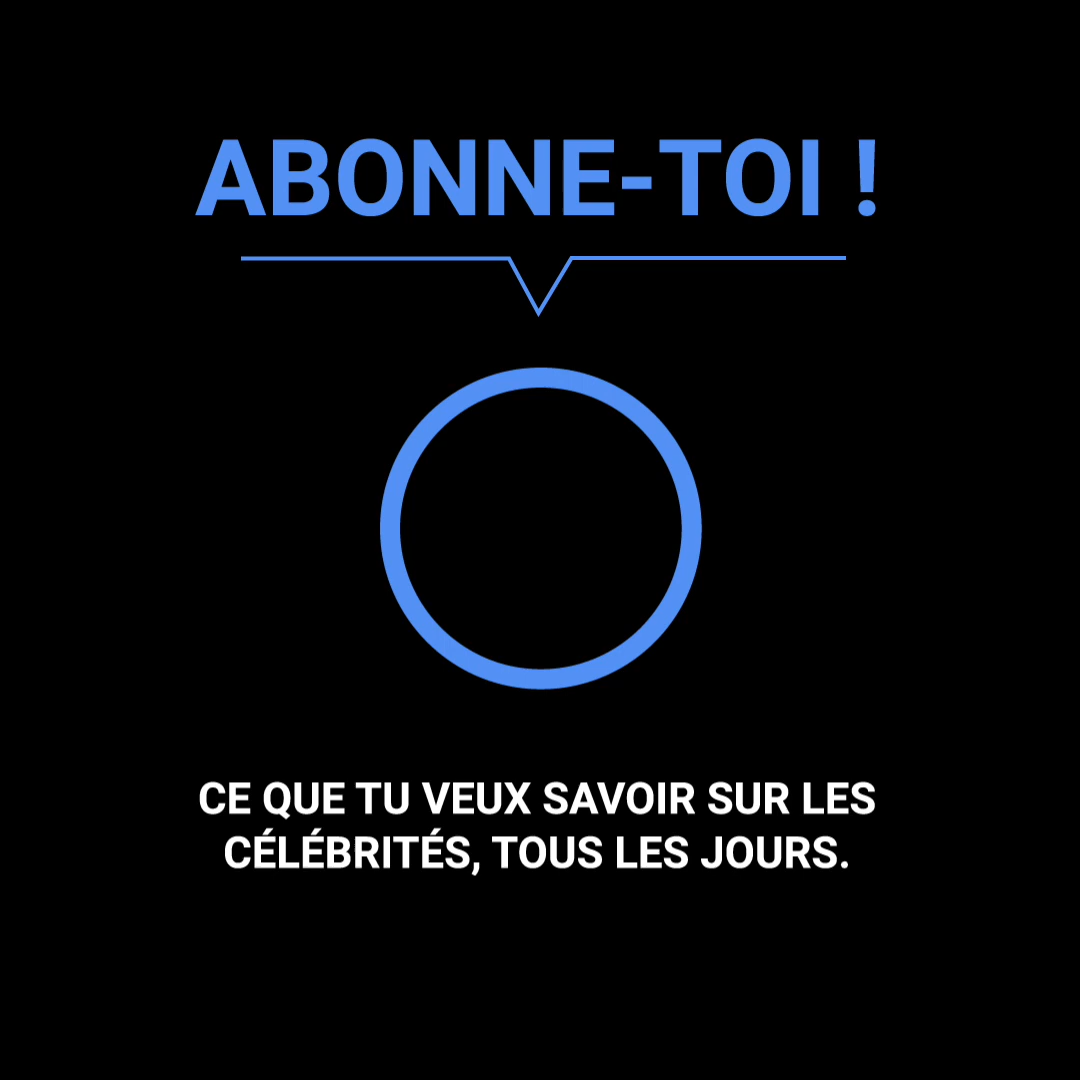 ABONNE-TOI !
CE QUE TU VEUX SAVOIR SUR LES
CÉLÉBRITÉS, TOUS LES JOURS.